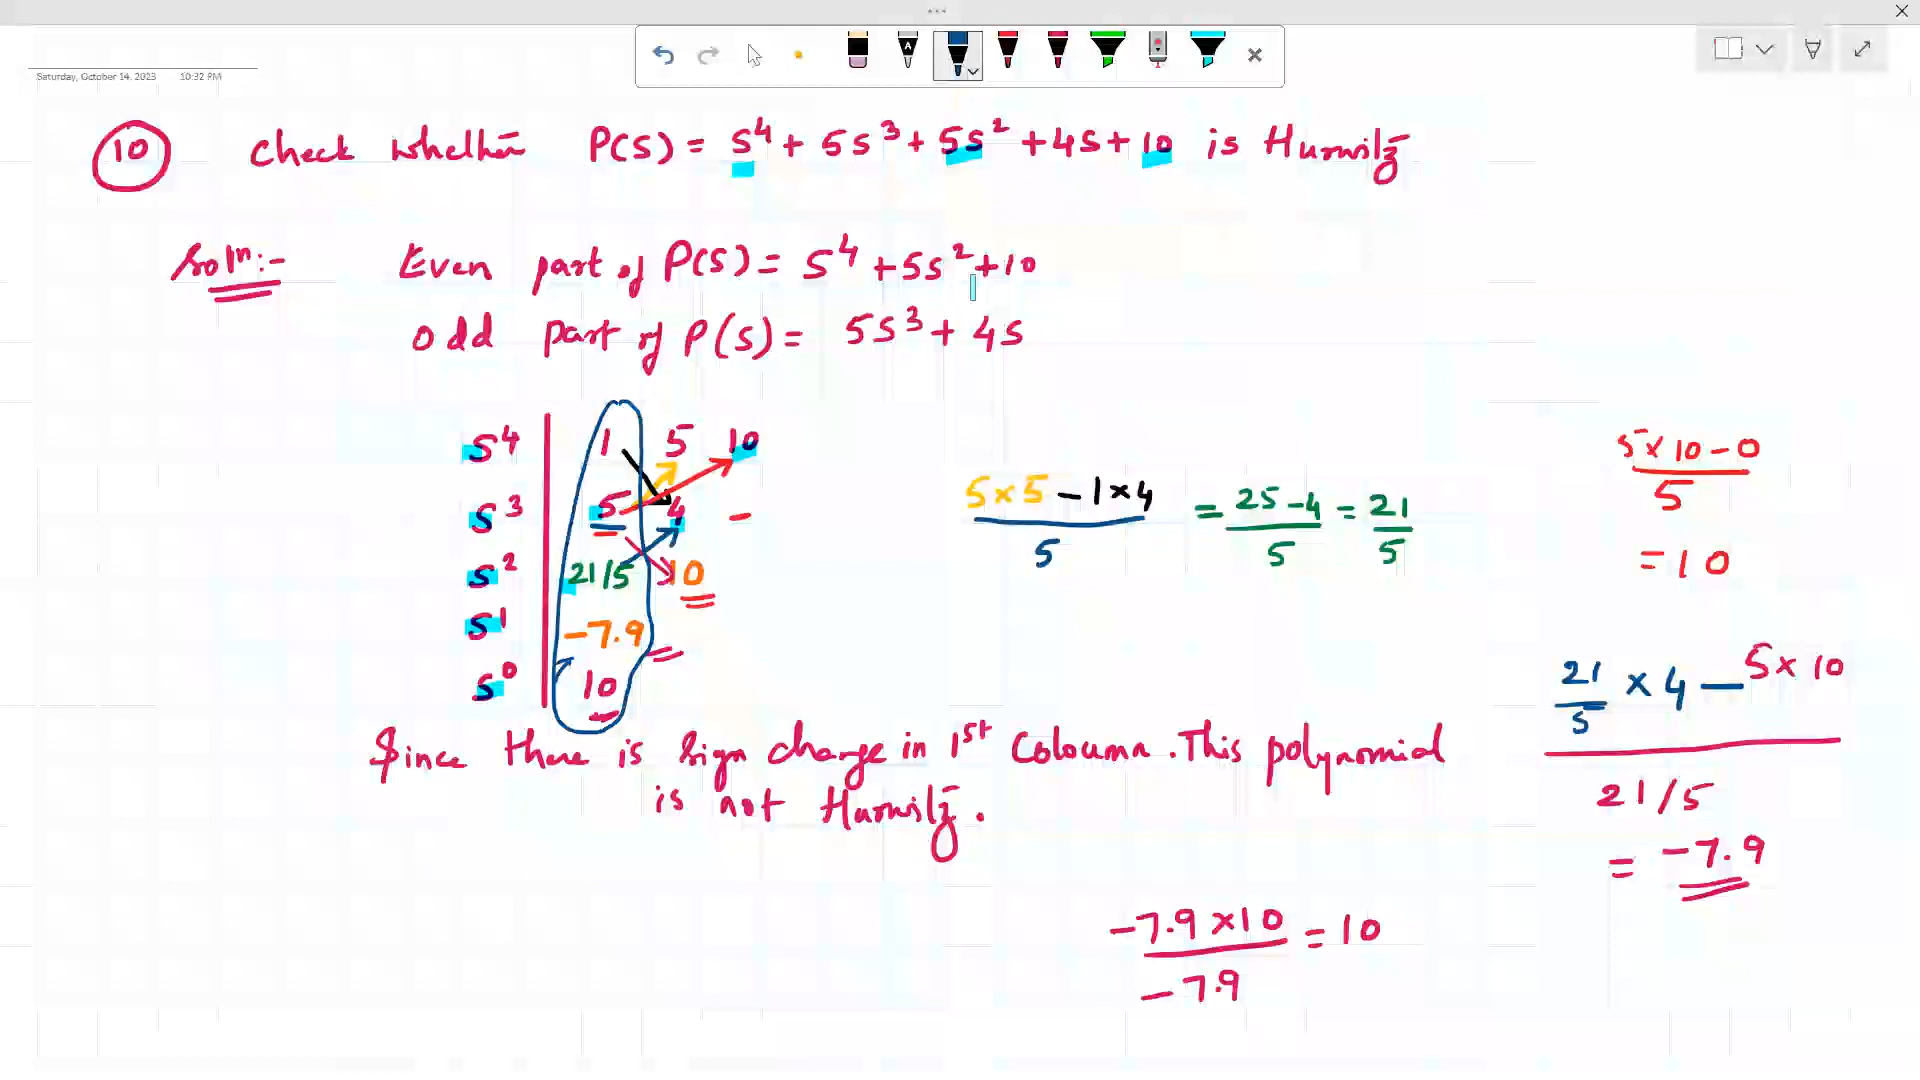 Saturday, October 14, 2023 10:32 PM
10 Check whether P(S) = S⁴ + 5S³ + 5S² + 4S + 10 is Hurwitz
Soln:- Even part of P(S) = S⁴ + 5S² + 10
Odd part of P(S) = 5S³ + 4S
S⁴ 1 5 10
S³ 5 4 -
S² 21/5 10
S¹ -7.9
S⁰ 10
5×5 - 1×4
5
= 25-4
5
= 21
5
5×10-0
5
= 10
21
5
× 4 - 5×10
21/5
= -7.9
Since there is sign change in 1st Coloumn. This polynomial
is not Hurwitz.
-7.9×10
-7.9
= 10